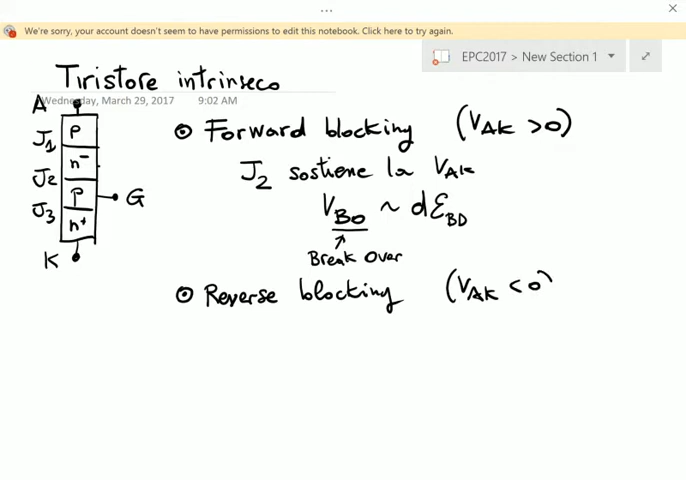 ...
We're sorry, your account doesn't seem to have permissions to edit this notebook. Click here to try again.
EPC2017 > New Section 1
Tiristore intrinseco
Wednesday, March 29, 2017 9:02 AM
A
J1 p
J2 n⁻
J3 p G
n⁺
K
Forward blocking (VAK >0)
J2 sostiene la VAK
VBO ~ dƐBD
Break Over
Reverse blocking (VAK <0)